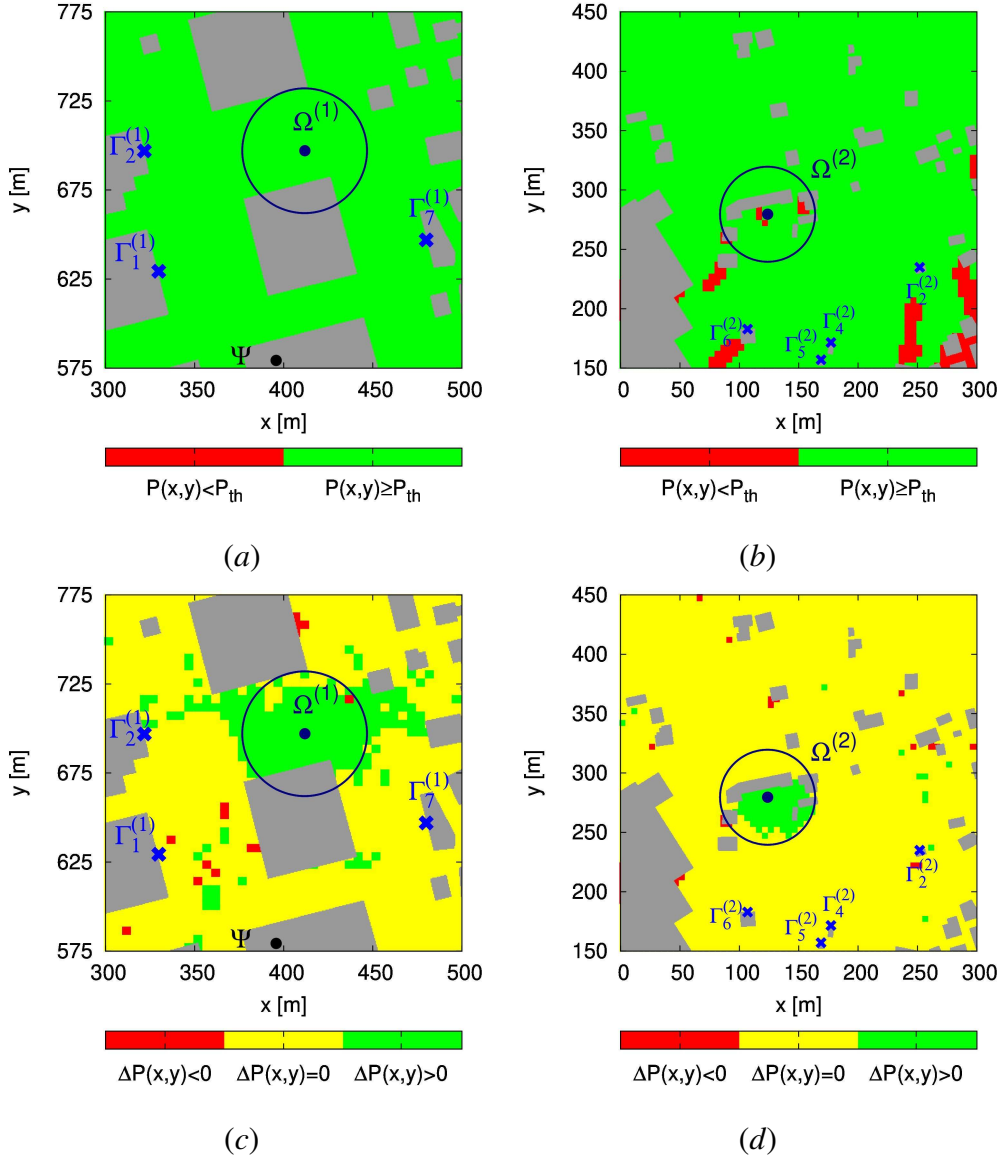 775
725
675
625
575
y [m]
300
350
400
450
500
x [m]
Ω(1)
Γ2(1)
Γ1(1)
Γ7(1)
Ψ
P(x,y)<Pth
P(x,y)≥Pth
(a)
450
400
350
300
250
200
150
y [m]
0
50
100
150
200
250
300
x [m]
Ω(2)
Γ2(2)
Γ4(2)
Γ5(2)
Γ6(2)
P(x,y)<Pth
P(x,y)≥Pth
(b)
775
725
675
625
575
y [m]
300
350
400
450
500
x [m]
Ω(1)
Γ2(1)
Γ1(1)
Γ7(1)
Ψ
ΔP(x,y)<0
ΔP(x,y)=0
ΔP(x,y)>0
(c)
450
400
350
300
250
200
150
y [m]
0
50
100
150
200
250
300
x [m]
Ω(2)
Γ2(2)
Γ4(2)
Γ5(2)
Γ6(2)
ΔP(x,y)<0
ΔP(x,y)=0
ΔP(x,y)>0
(d)